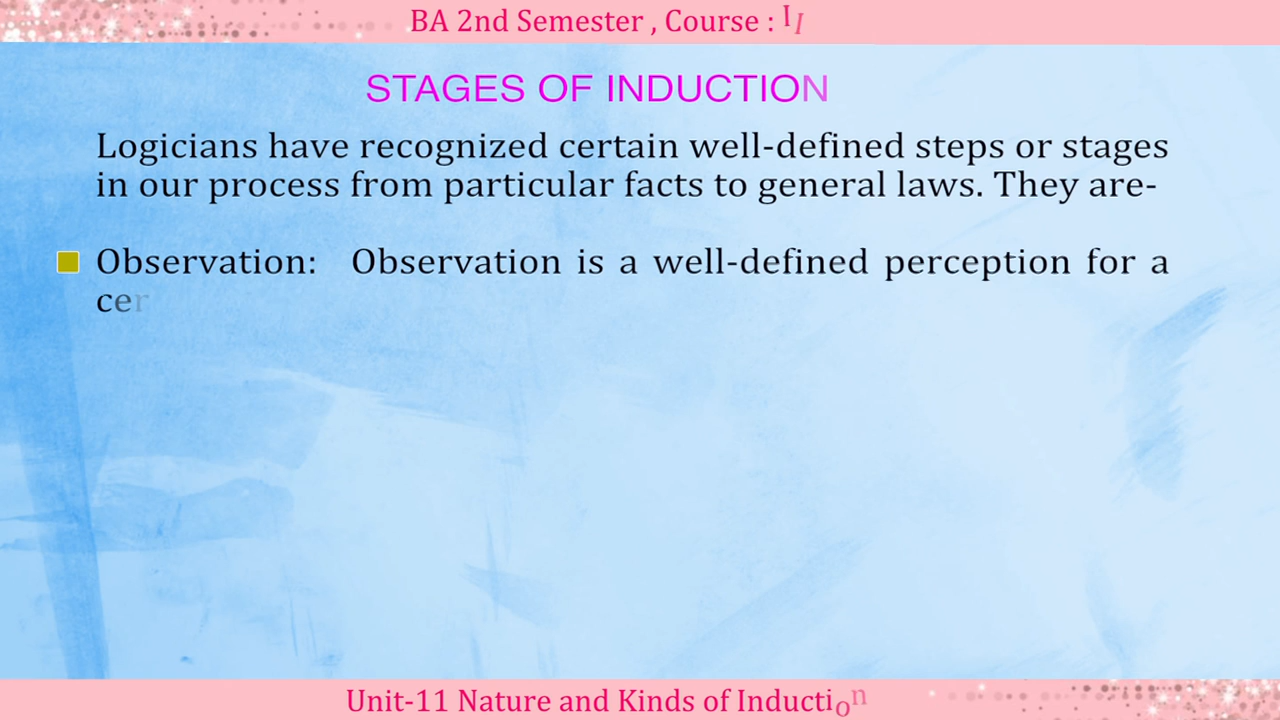 BA 2nd Semester , Course : II
STAGES OF INDUCTION
Logicians have recognized certain well-defined steps or stages
in our process from particular facts to general laws. They are-
Observation: Observation is a well-defined perception for a
cer
Unit-11 Nature and Kinds of Induction